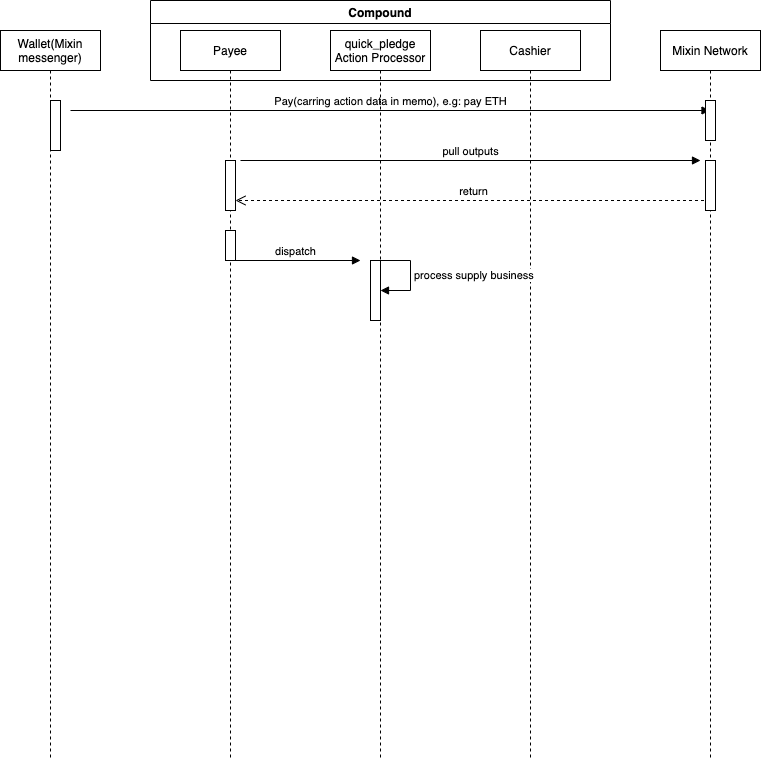 Compound
Wallet(Mixin
messenger)
Payee
quick_pledge
Action Processor
Cashier
Mixin Network
Pay(carring action data in memo), e.g: pay ETH
pull outputs
return
dispatch
process supply business